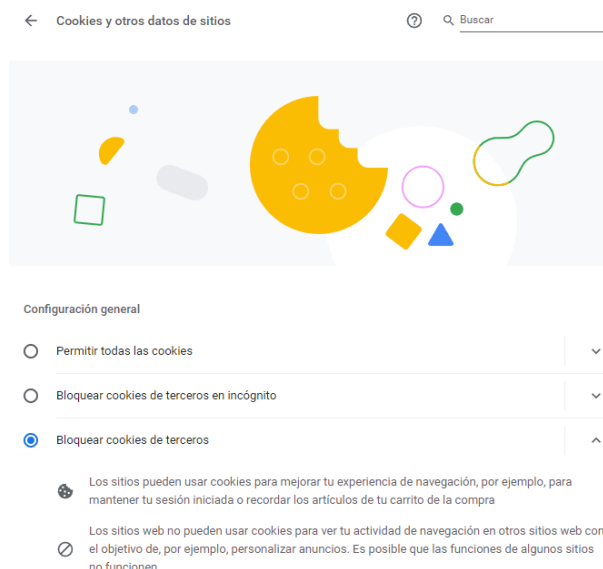 Cookies y otros datos de sitios
Buscar
Configuración general
Permitir todas las cookies
Bloquear cookies de terceros en incógnito
Bloquear cookies de terceros
Los sitios pueden usar cookies para mejorar tu experiencia de navegación, por ejemplo, para
mantener tu sesión iniciada o recordar los artículos de tu carrito de la compra
Los sitios web no pueden usar cookies para ver tu actividad de navegación en otros sitios web con
el objetivo de, por ejemplo, personalizar anuncios. Es posible que las funciones de algunos sitios
no funcionen